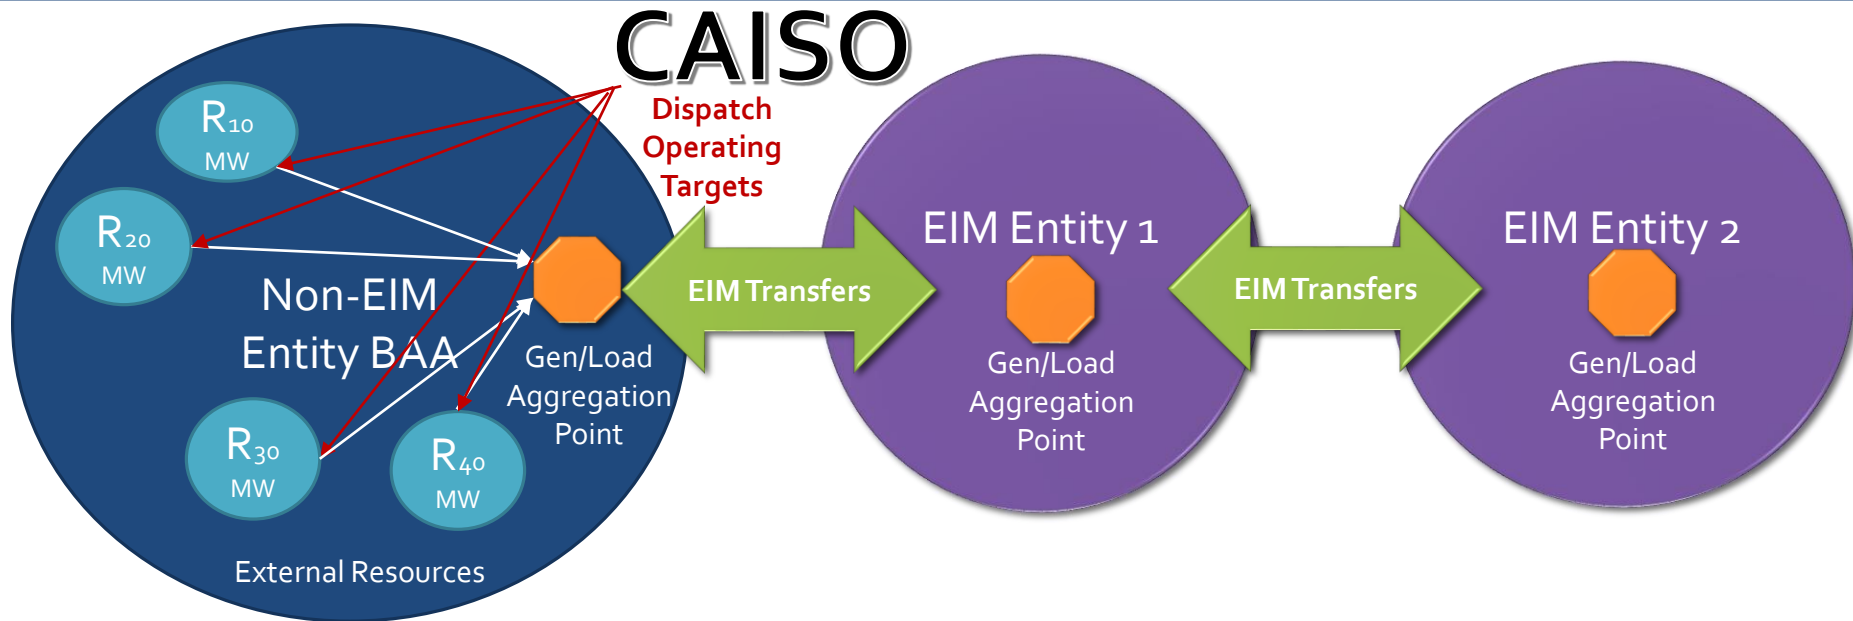 CAISO
Dispatch
Operating
Targets
R10
MW
R20
MW
Non-EIM
Entity BAA
R30
MW
R40
MW
External Resources
Gen/Load
Aggregation
Point
EIM Transfers
EIM Entity 1
Gen/Load
Aggregation
Point
EIM Transfers
EIM Entity 2
Gen/Load
Aggregation
Point